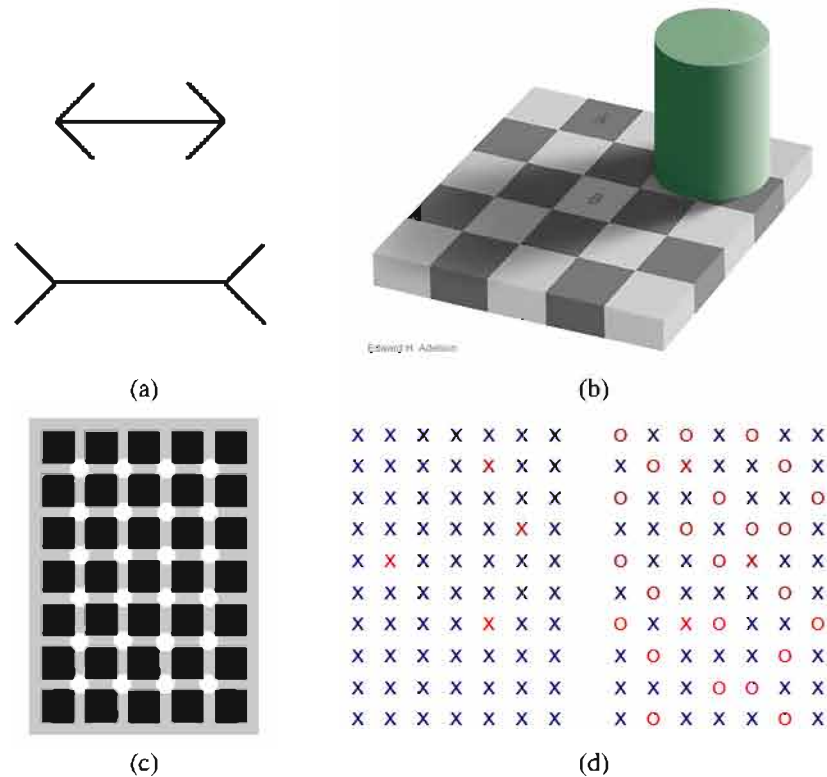 Edward H. Adelson
(a)
(b)
X X X X X X X O X O X O X X
X X X X X X X X O X X X O X
X X X X X X X O X X O X X O
X X X X X X X X X O X O O X
X X X X X X X O X X O X X X
X X X X X X X X O X X X O X
X X X X X X X O X X O X X O
X X X X X X X X O X X X O X
X X X X X X X X X X O O X X
X X X X X X X X O X X X O X
(c)
(d)